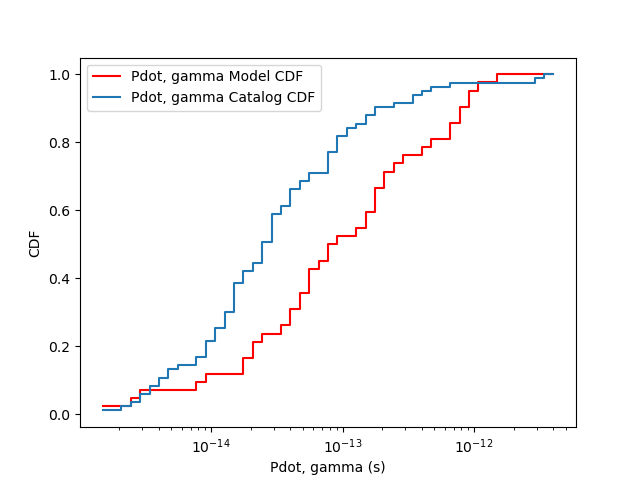 Pdot, gamma Model CDF
Pdot, gamma Catalog CDF
1.0
0.8
0.6
0.4
0.2
0.0
CDF
10⁻¹⁴ 10⁻¹³ 10⁻¹²
Pdot, gamma (s)